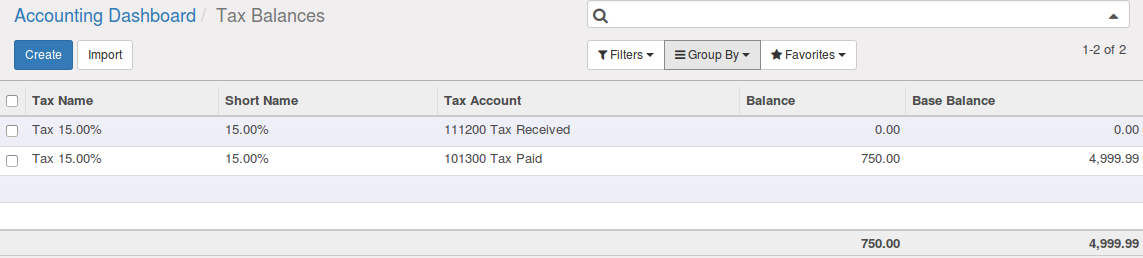 Accounting Dashboard / Tax Balances
Create Import Filters Group By Favorites 1-2 of 2
Tax Name Short Name Tax Account Balance Base Balance
Tax 15.00% 15.00% 111200 Tax Received 0.00 0.00
Tax 15.00% 15.00% 101300 Tax Paid 750.00 4,999.99
750.00 4,999.99